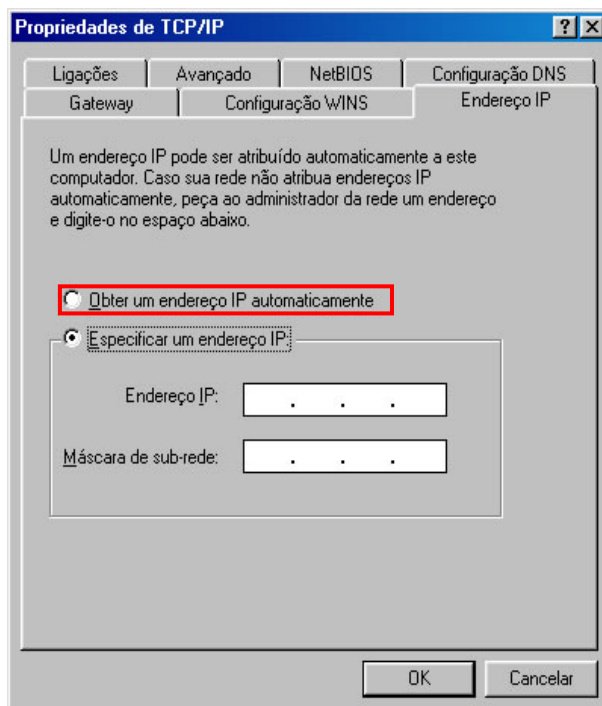 Propriedades de TCP/IP
Ligações Avançado NetBIOS Configuração DNS
Gateway Configuração WINS Endereço IP
Um endereço IP pode ser atribuído automaticamente a este
computador. Caso sua rede não atribua endereços IP
automaticamente, peça ao administrador da rede um endereço
e digite-o no espaço abaixo.
Obter um endereço IP automaticamente
Especificar um endereço IP:
Endereço IP: . . .
Máscara de sub-rede: . . .
OK Cancelar